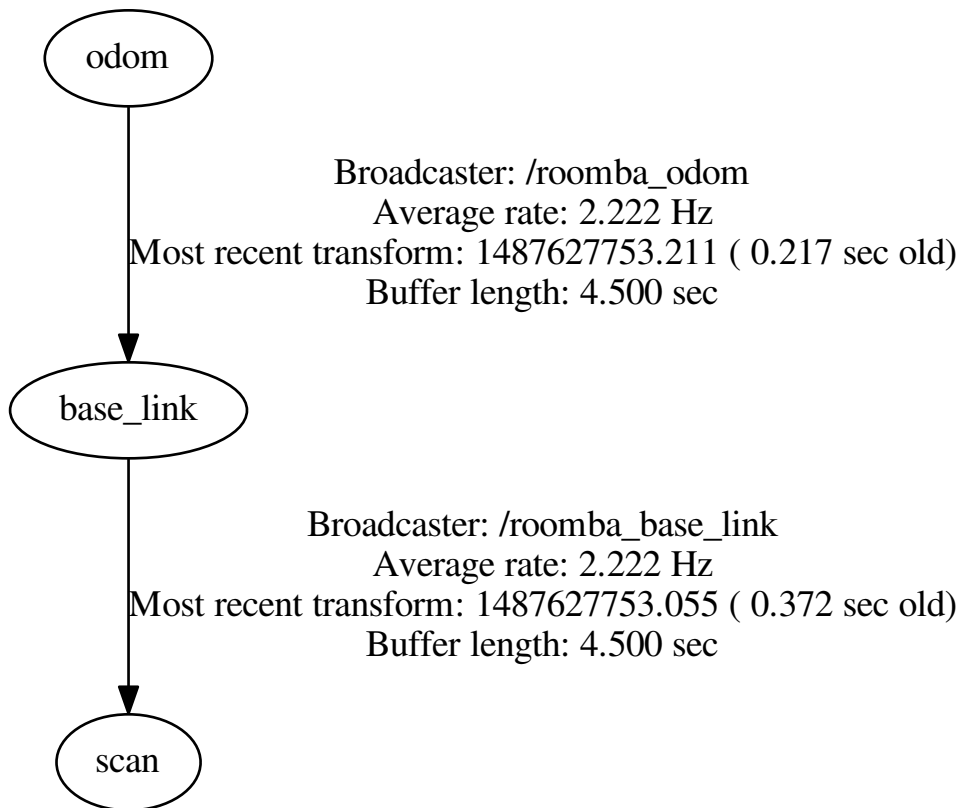 odom
Broadcaster: /roomba_odom
Average rate: 2.222 Hz
Most recent transform: 1487627753.211 ( 0.217 sec old)
Buffer length: 4.500 sec
base_link
Broadcaster: /roomba_base_link
Average rate: 2.222 Hz
Most recent transform: 1487627753.055 ( 0.372 sec old)
Buffer length: 4.500 sec
scan